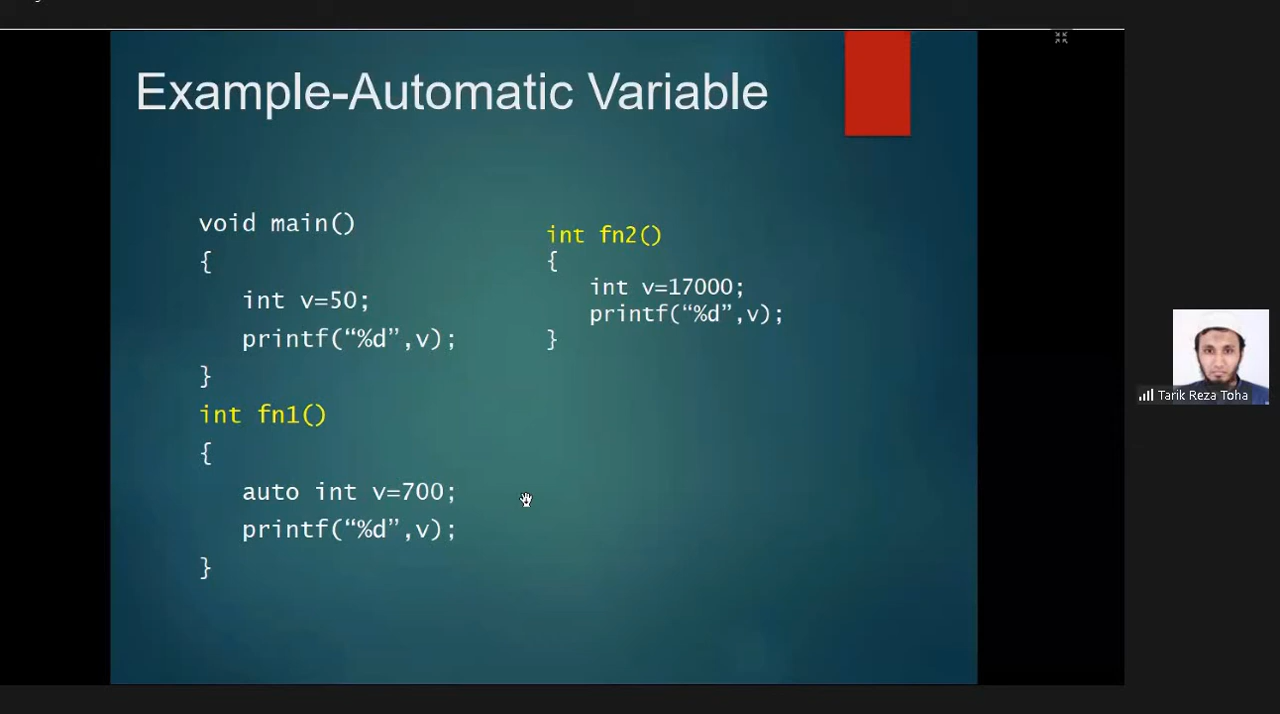 Example-Automatic Variable
void main()
{
int v=50;
printf(“%d”,v);
}
int fn1()
{
auto int v=700;
printf(“%d”,v);
}
int fn2()
{
int v=17000;
printf(“%d”,v);
}
Tarik Reza Toha